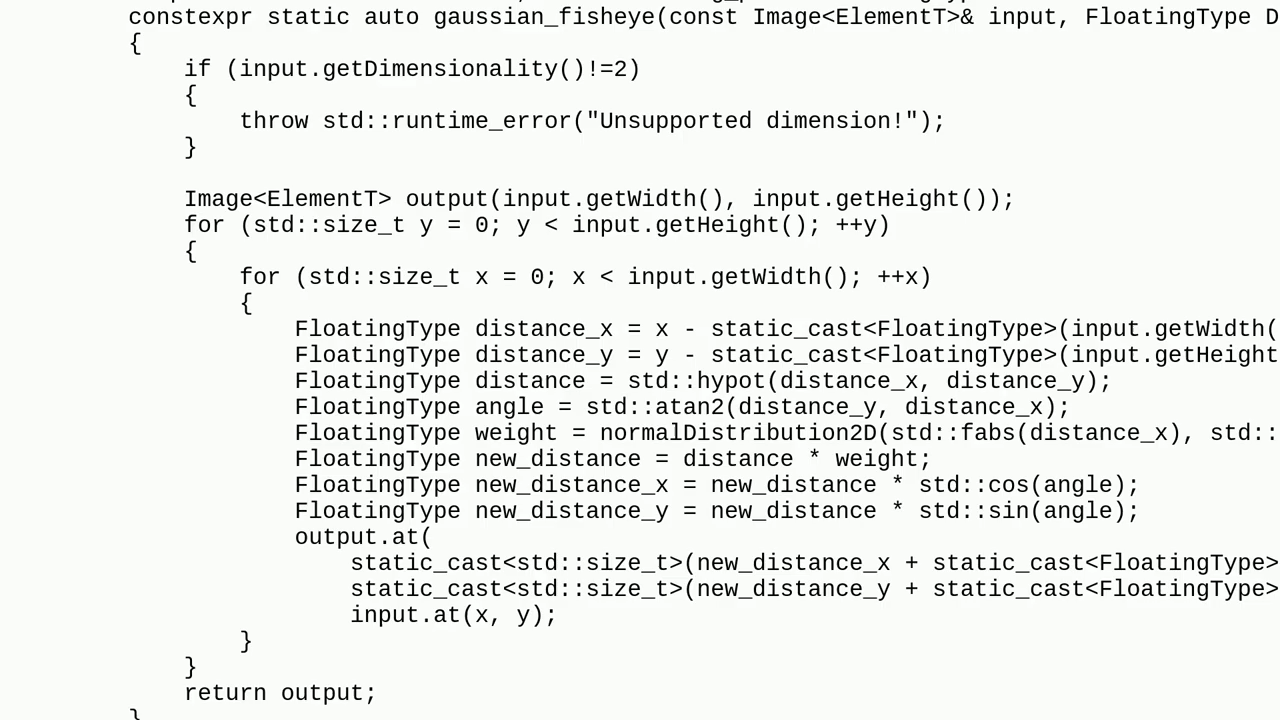 constexpr static auto gaussian_fisheye(const Image<ElementT>& input, FloatingType D
{
if (input.getDimensionality()!=2)
{
throw std::runtime_error("Unsupported dimension!");
}
Image<ElementT> output(input.getWidth(), input.getHeight());
for (std::size_t y = 0; y < input.getHeight(); ++y)
{
for (std::size_t x = 0; x < input.getWidth(); ++x)
{
FloatingType distance_x = x - static_cast<FloatingType>(input.getWidth(
FloatingType distance_y = y - static_cast<FloatingType>(input.getHeight
FloatingType distance = std::hypot(distance_x, distance_y);
FloatingType angle = std::atan2(distance_y, distance_x);
FloatingType weight = normalDistribution2D(std::fabs(distance_x), std::
FloatingType new_distance = distance * weight;
FloatingType new_distance_x = new_distance * std::cos(angle);
FloatingType new_distance_y = new_distance * std::sin(angle);
output.at(
static_cast<std::size_t>(new_distance_x + static_cast<FloatingType>
static_cast<std::size_t>(new_distance_y + static_cast<FloatingType>
input.at(x, y);
}
}
return output;
}